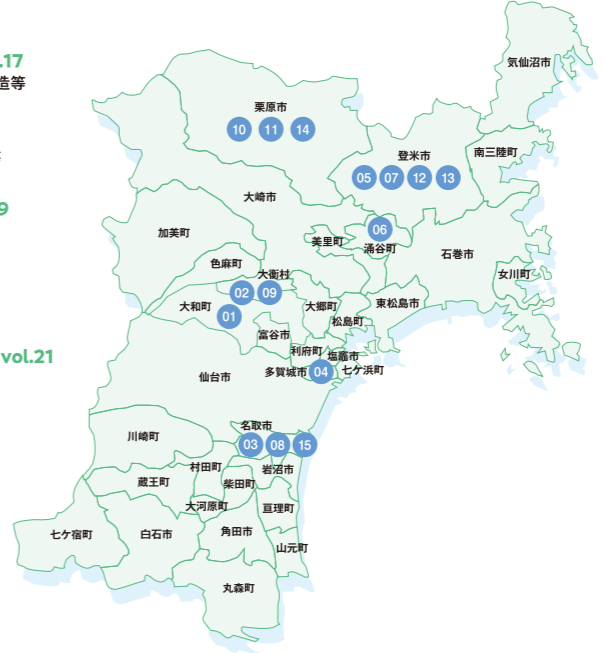 .17
造等
9
vol.21
気仙沼市
栗原市
10 11 14
登米市
05 07 12 13
南三陸町
大崎市
加美町
06
美里町
涌谷町
石巻市
色麻町
大衡村
女川町
02 09
大和町
01
大郷町
東松島市
松島町
富谷市
利府町
塩竈市
多賀城市
04
七ケ浜町
仙台市
名取市
03 08 15
川崎町
村田町
岩沼市
蔵王町
柴田町
大河原町
亘理町
七ケ宿町
白石市
角田市
山元町
丸森町